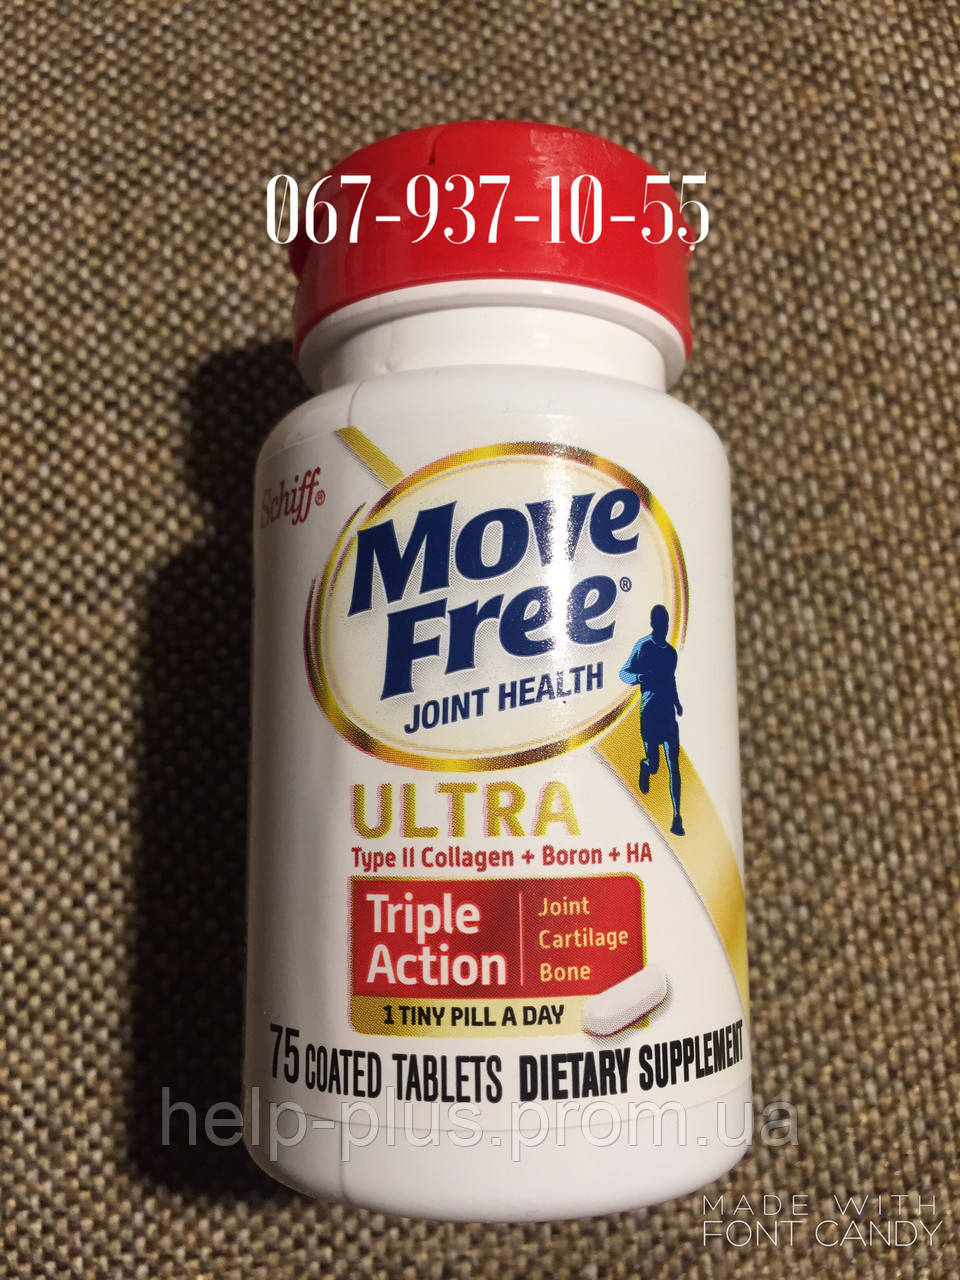 067-937-10-55
Schiff®
Move
Free®
JOINT HEALTH
ULTRA
Type II Collagen + Boron + HA
Triple
Action
Joint
Cartilage
Bone
1 TINY PILL A DAY
75 COATED TABLETS DIETARY SUPPLEMENT
help-plus.prom.ua
MADE WITH
FONT CANDY